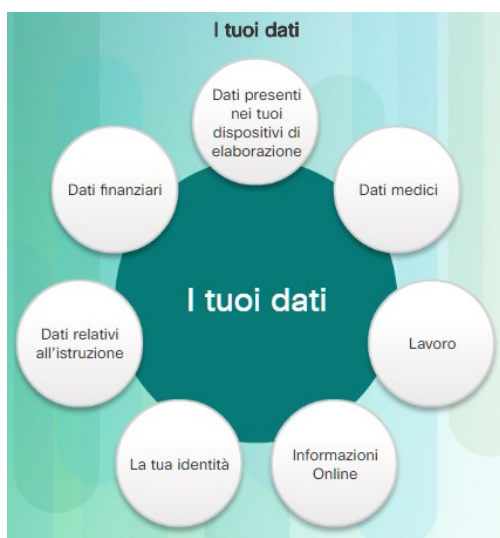 I tuoi dati
Dati presenti
nei tuoi
dispositivi di
elaborazione
Dati finanziari
Dati medici
I tuoi dati
Dati relativi
all'istruzione
Lavoro
La tua identità
Informazioni
Online